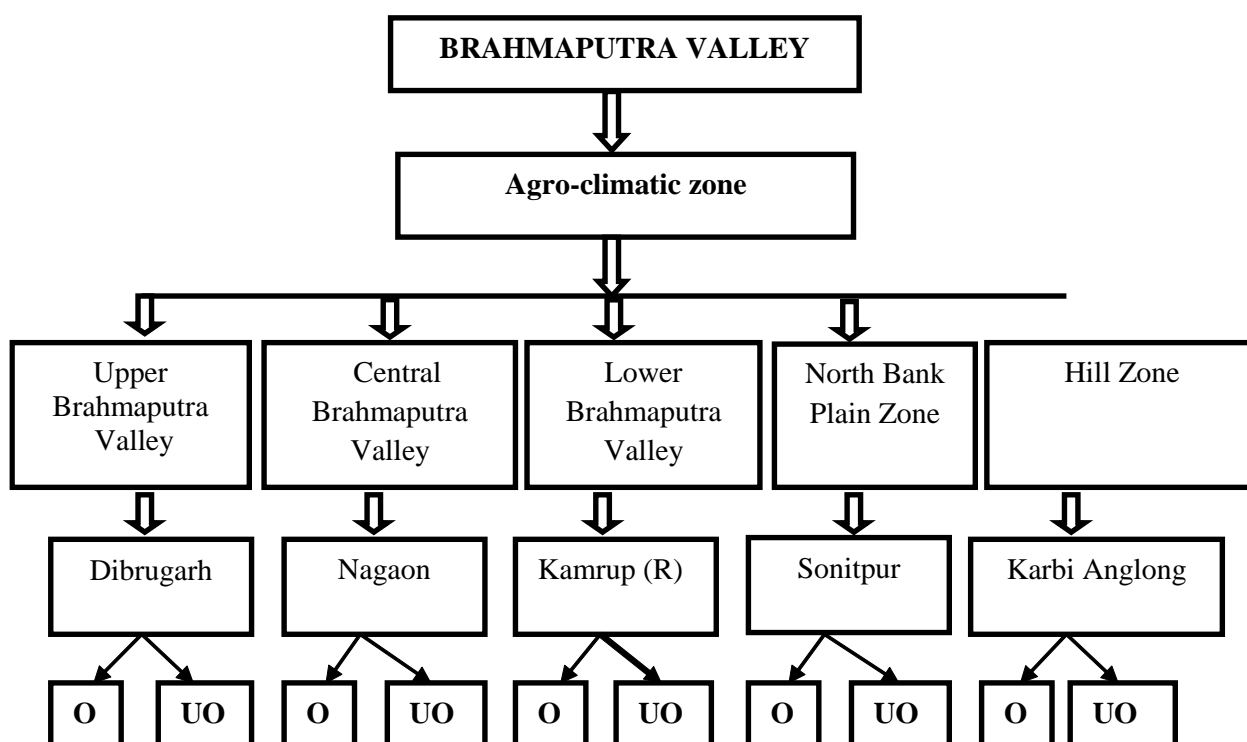 BRAHMAPUTRA VALLEY
Agro-climatic zone
Upper
Brahmaputra
Valley
Central
Brahmaputra
Valley
Lower
Brahmaputra
Valley
North Bank
Plain Zone
Hill Zone
Dibrugarh
Nagaon
Kamrup (R)
Sonitpur
Karbi Anglong
O
UO
O
UO
O
UO
O
UO
O
UO